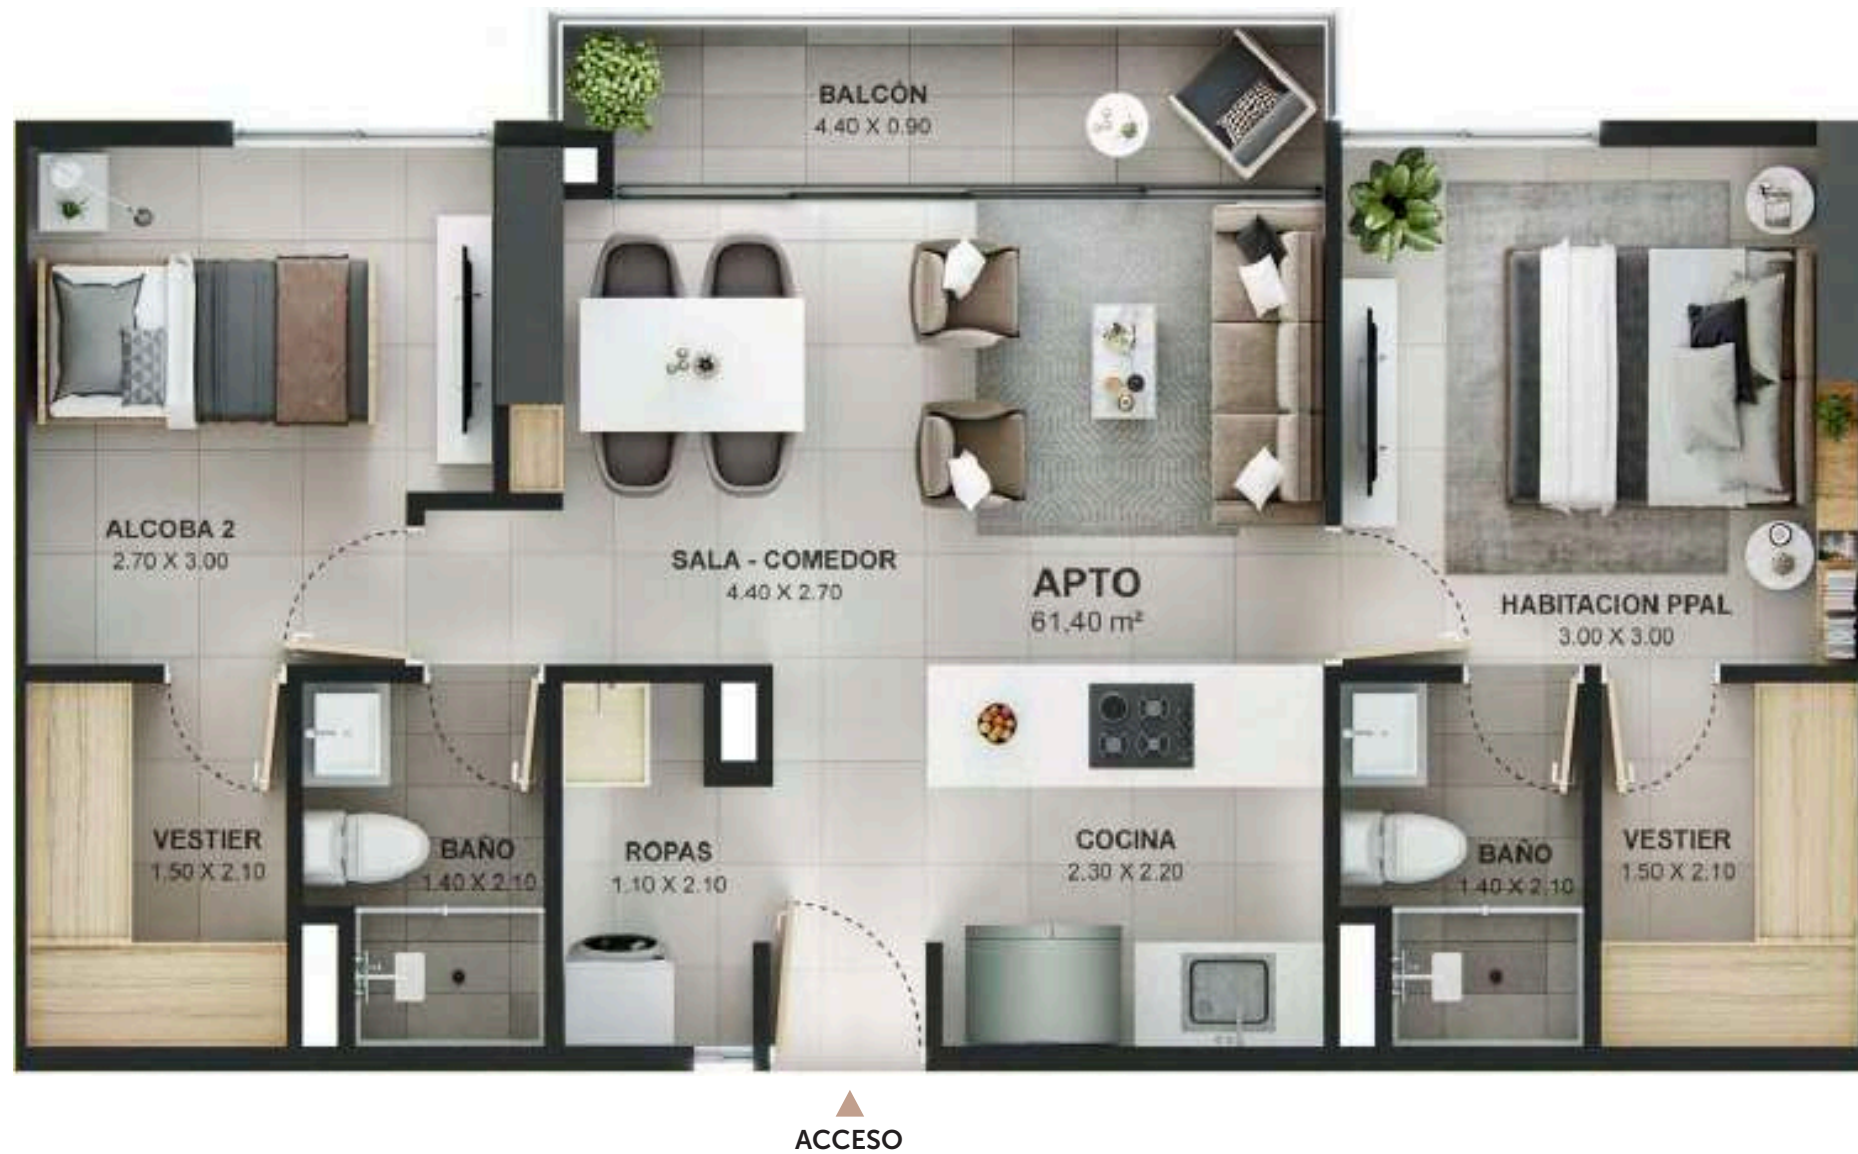 BALCÓN
4.40 X 0.90
ALCOBA 2
2.70 X 3.00
SALA - COMEDOR
4.40 X 2.70
APTO
61,40 m²
HABITACION PPAL
3.00 X 3.00
VESTIER
1.50 X 2.10
BAÑO
1.40 X 2.10
ROPAS
1.10 X 2.10
COCINA
2.30 X 2.20
BAÑO
1.40 X 2.10
VESTIER
1.50 X 2.10
ACCESO